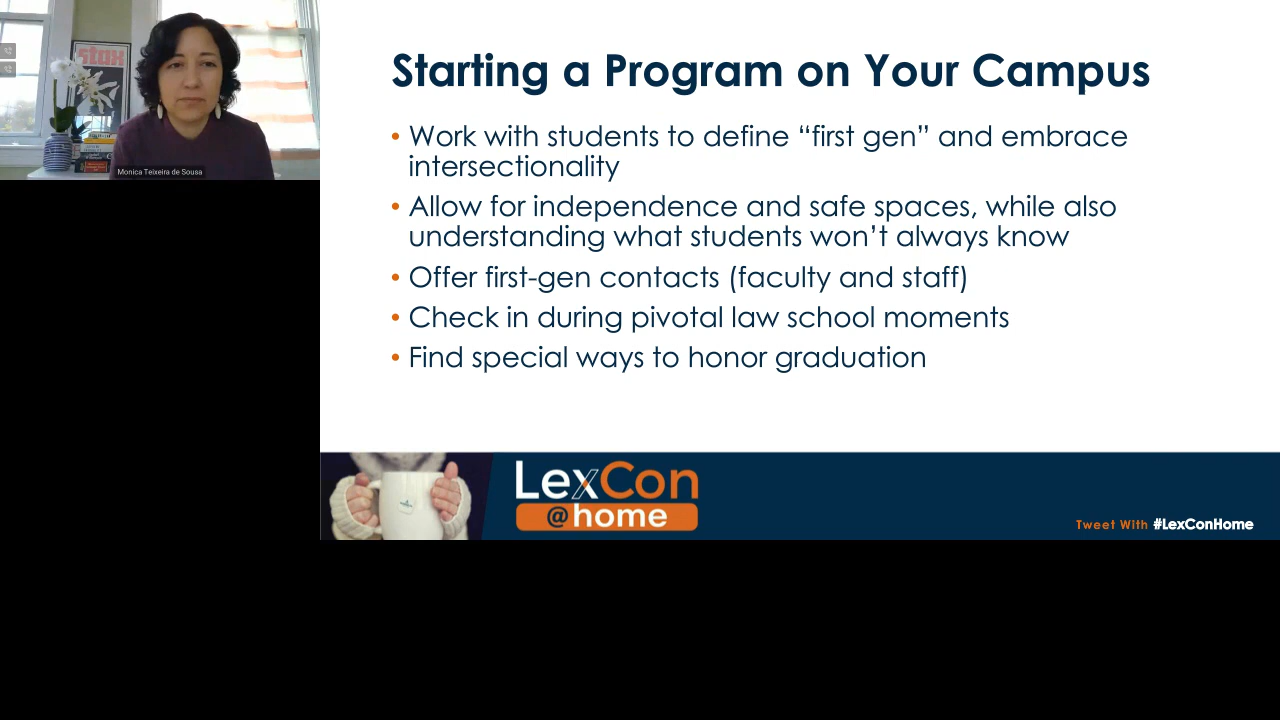 stax
Monica Teixeira de Sousa
Starting a Program on Your Campus
• Work with students to define “first gen” and embrace
intersectionality
• Allow for independence and safe spaces, while also
understanding what students won’t always know
• Offer first-gen contacts (faculty and staff)
• Check in during pivotal law school moments
• Find special ways to honor graduation
LexCon
@home
Tweet With #LexConHome